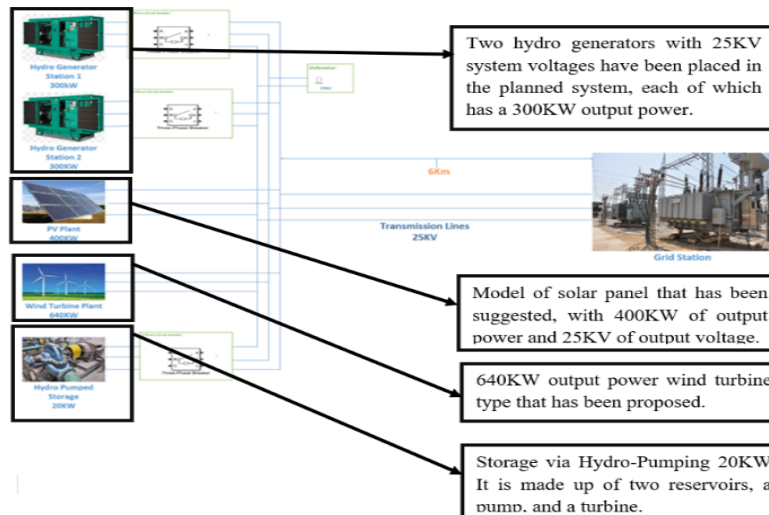 Hydro Generator
Station 1
300kW
Three-Phase Breaker
Two hydro generators with 25KV
system voltages have been placed in
the planned system, each of which
has a 300KW output power.
Hydro Generator
Station 2
300KW
Three-Phase Breaker
6Km
PV Plant
400KW
Transmission Lines
25KV
Grid Station
Wind Turbine Plant
640KW
Model of solar panel that has been
suggested, with 400KW of output
power and 25KV of output voltage.
Hydro Pumped
Storage
20KW
Three-Phase Breaker
640KW output power wind turbine
type that has been proposed.
Storage via Hydro-Pumping 20KW
It is made up of two reservoirs, a
pump, and a turbine.